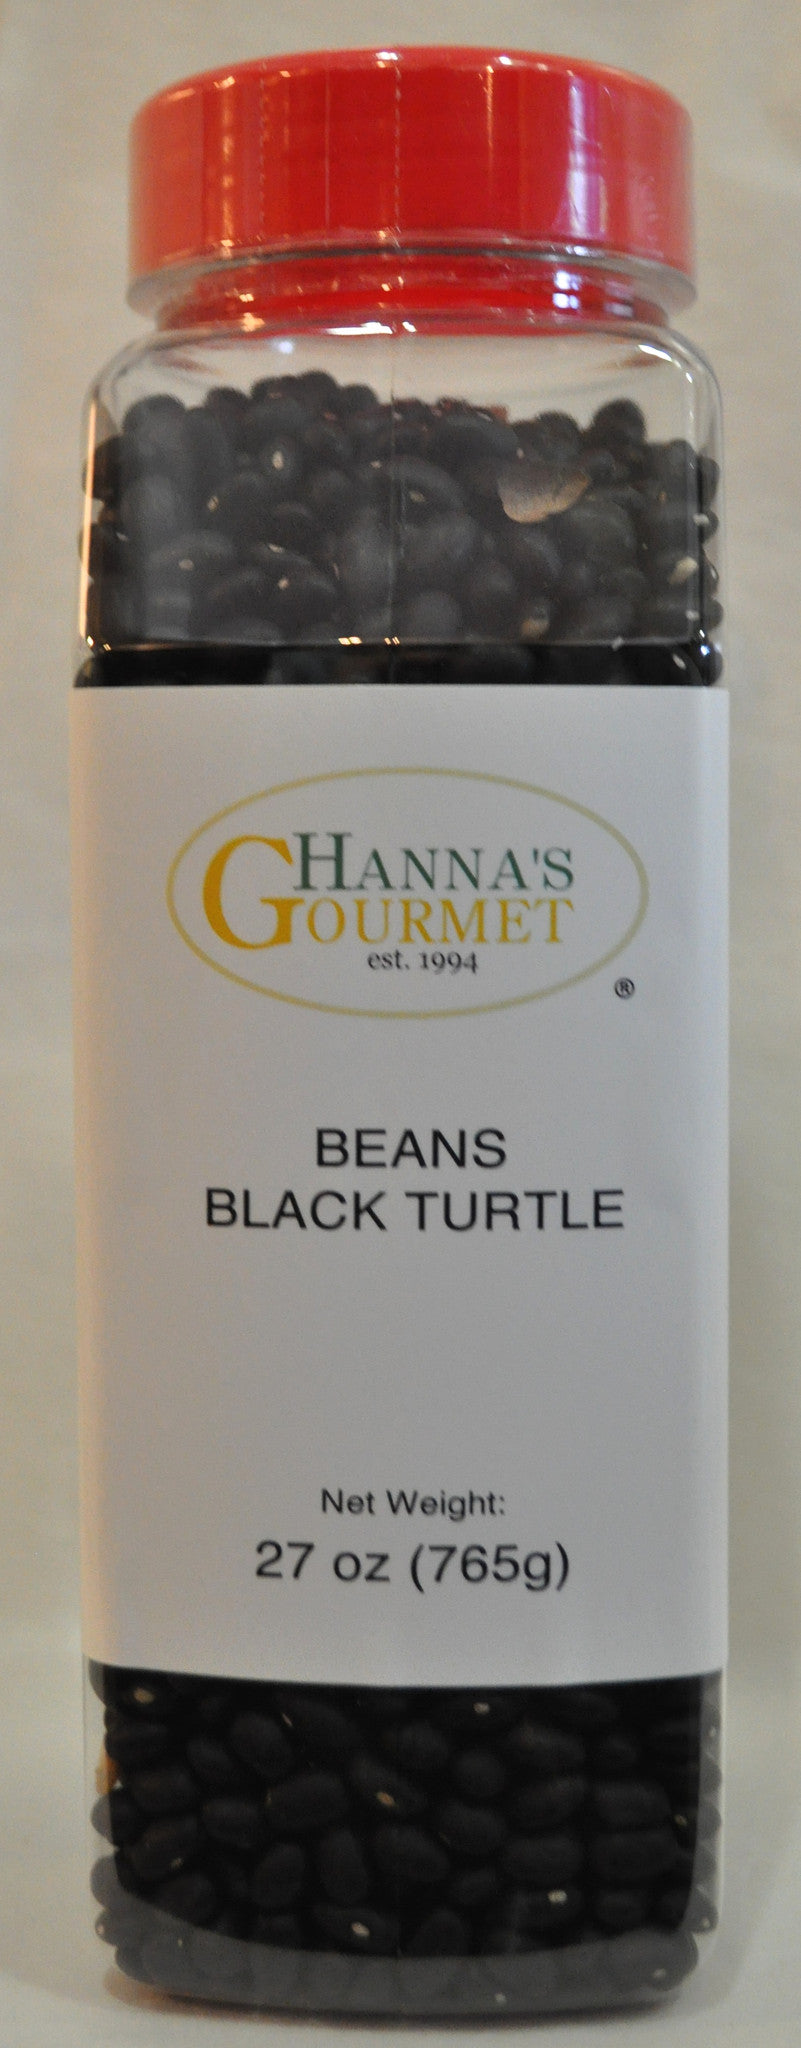 HANNA'S
GOURMET
est. 1994
®
BEANS
BLACK TURTLE
Net Weight:
27 oz (765g)